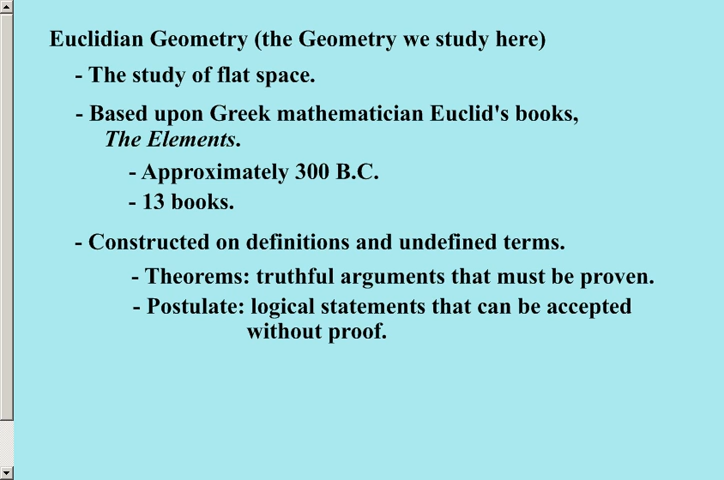 Euclidian Geometry (the Geometry we study here)
- The study of flat space.
- Based upon Greek mathematician Euclid's books,
The Elements.
- Approximately 300 B.C.
- 13 books.
- Constructed on definitions and undefined terms.
- Theorems: truthful arguments that must be proven.
- Postulate: logical statements that can be accepted
without proof.